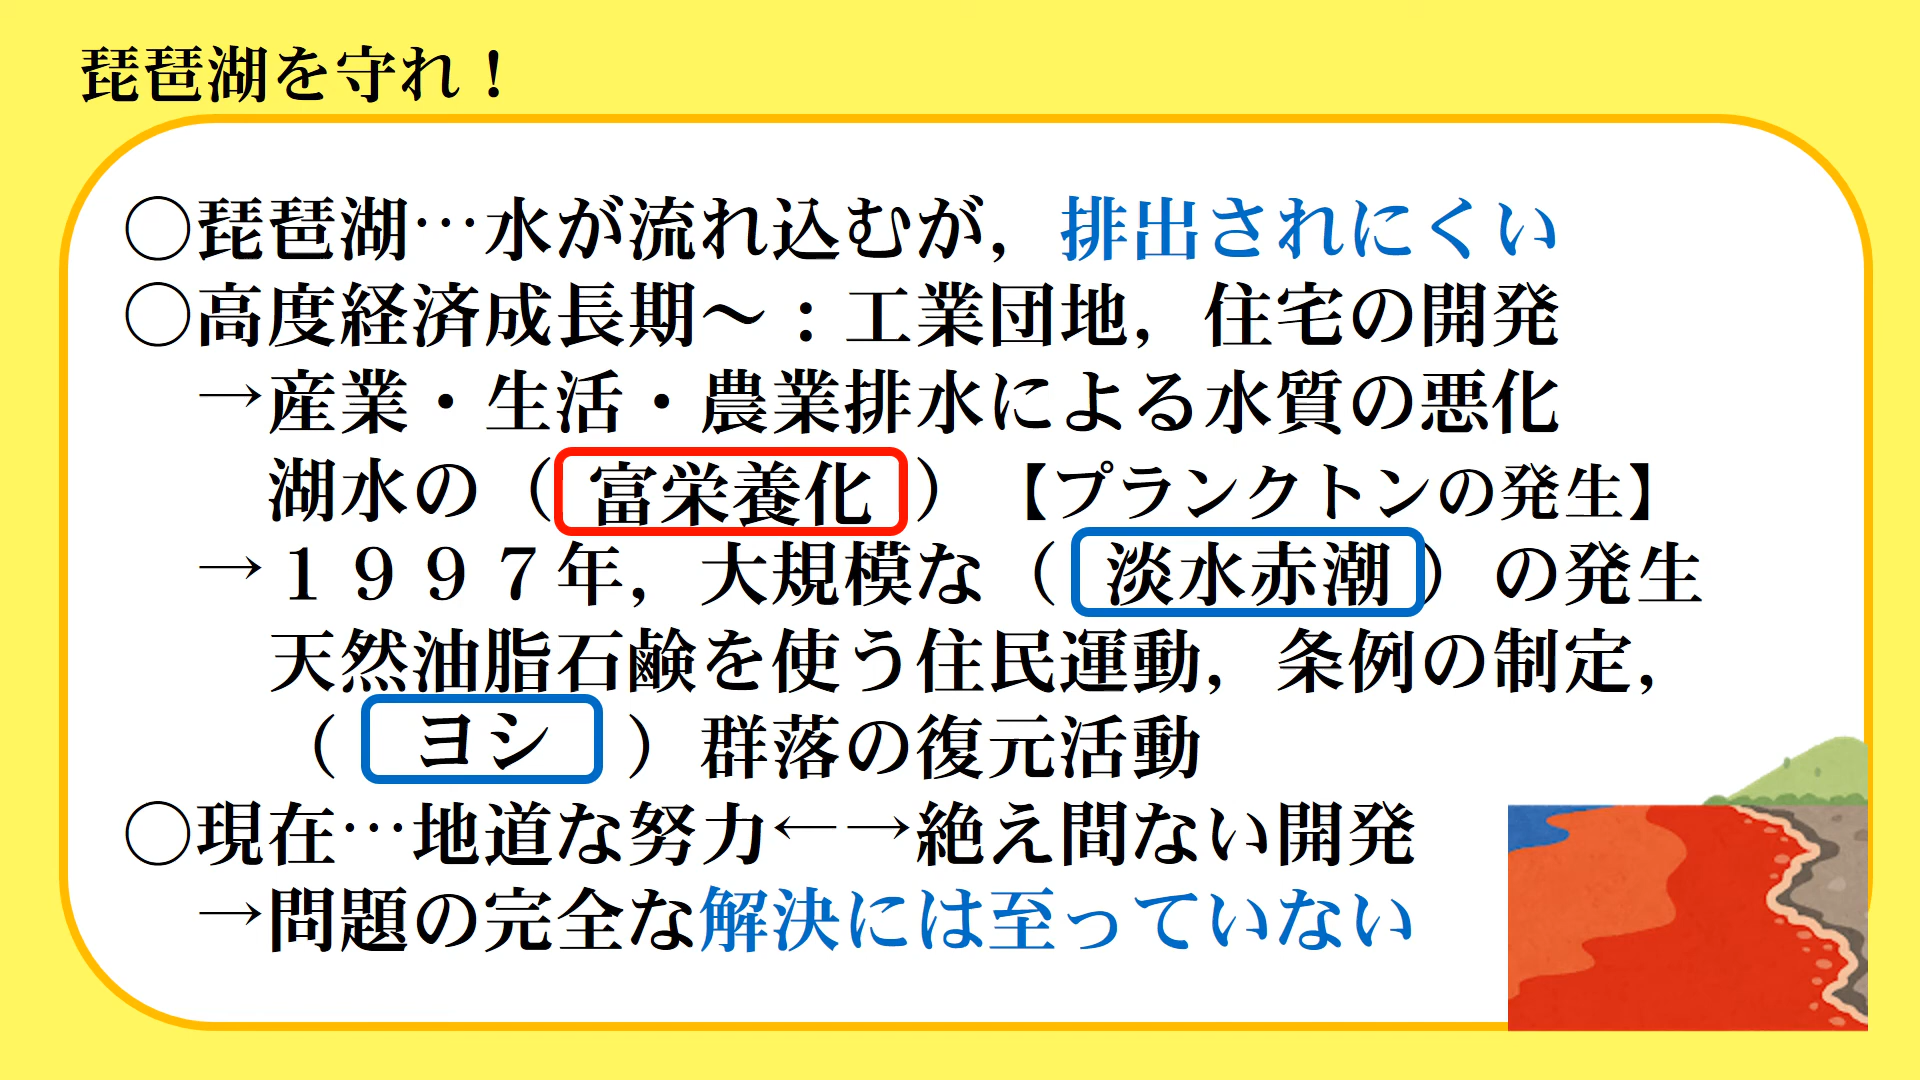 琵琶湖を守れ！
○琵琶湖…水が流れ込むが，排出されにくい
○高度経済成長期～：工業団地，住宅の開発
→産業・生活・農業排水による水質の悪化
湖水の（富栄養化）【プランクトンの発生】
→１９９７年，大規模な（淡水赤潮）の発生
天然油脂石鹸を使う住民運動，条例の制定，
（ヨシ）群落の復元活動
○現在…地道な努力←→絶え間ない開発
→問題の完全な解決には至っていない